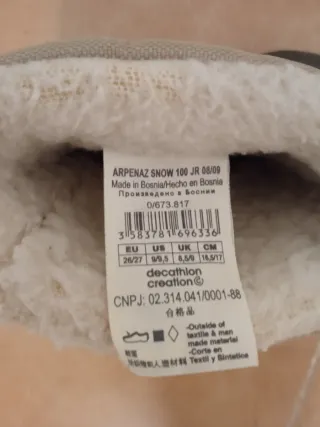 ARPENAZ SNOW 100 JR 08/09
Made in Bosnia/Hecho en Bosnia
Произведено в Боснии
0/673.817
3 583781 696336
EU US UK CM
26/27 9/9,5 8,5/9 16,5/17
decathlon
creation©
CNPJ: 02.314.041/0001-88
合格品
-Outside of
textile & man
made material
-Corte en
Textil y Sintetine